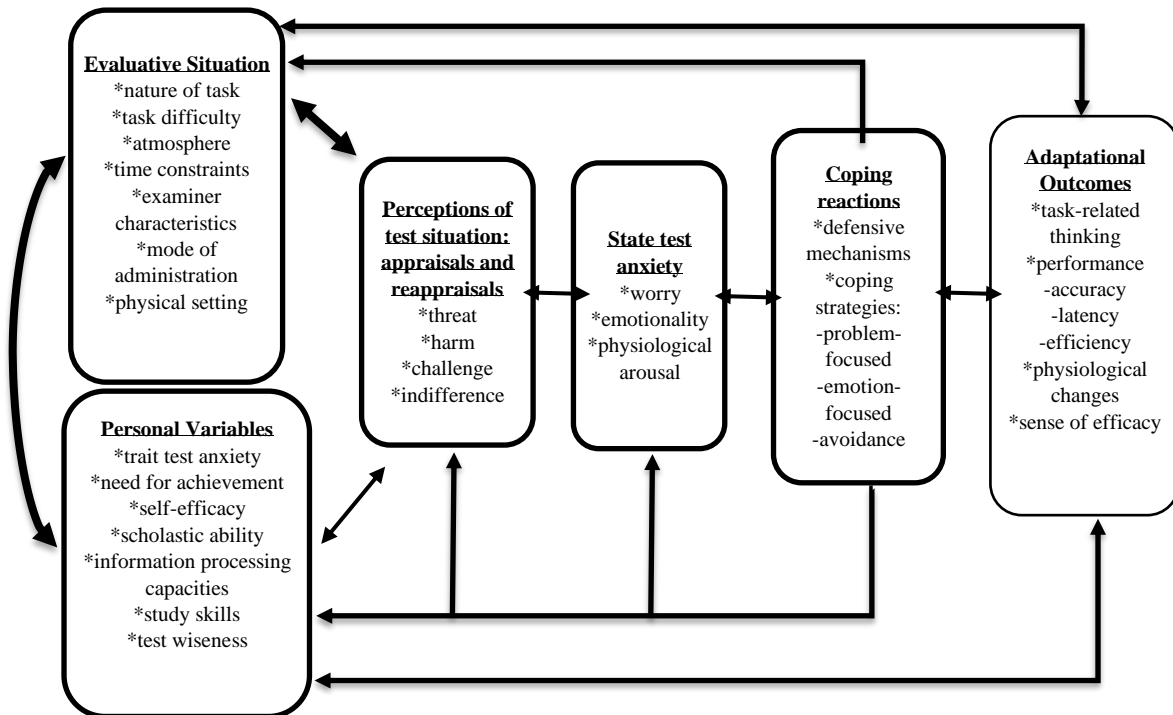 Evaluative Situation
*nature of task
*task difficulty
*atmosphere
*time constraints
*examiner
characteristics
*mode of
administration
*physical setting
Personal Variables
*trait test anxiety
*need for achievement
*self-efficacy
*scholastic ability
*information processing
capacities
*study skills
*test wiseness
Perceptions of
test situation:
appraisals and
reappraisals
*threat
*harm
*challenge
*indifference
State test
anxiety
*worry
*emotionality
*physiological
arousal
Coping
reactions
*defensive
mechanisms
*coping
strategies:
-problem-
focused
-emotion-
focused
-avoidance
Adaptational
Outcomes
*task-related
thinking
*performance
-accuracy
-latency
-efficiency
*physiological
changes
*sense of efficacy